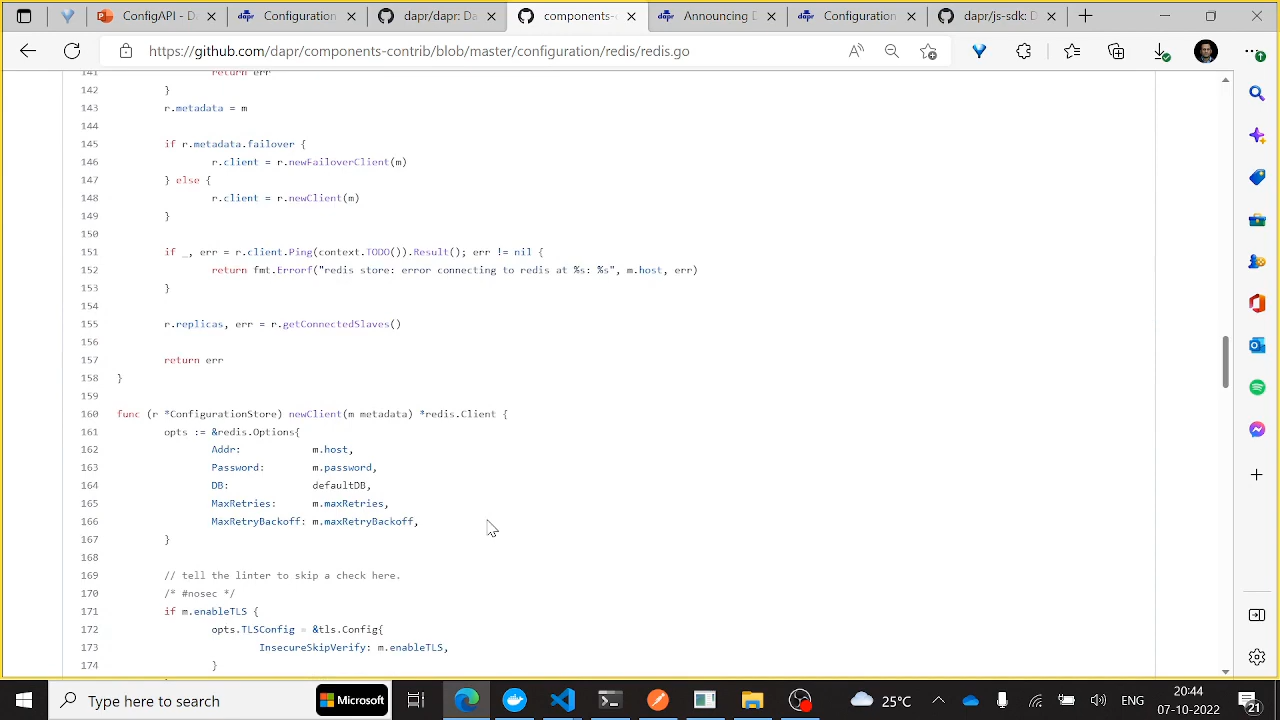 ConfigAPI - D
Configuration
dapr/dapr: Da
components-
Announcing D
Configuration
dapr/js-sdk: D
https://github.com/dapr/components-contrib/blob/master/configuration/redis/redis.go
141 return err
142 }
143 r.metadata = m
144
145 if r.metadata.failover {
146 r.client = r.newFailoverClient(m)
147 } else {
148 r.client = r.newClient(m)
149 }
150
151 if _, err = r.client.Ping(context.TODO()).Result(); err != nil {
152 return fmt.Errorf("redis store: error connecting to redis at %s: %s", m.host, err)
153 }
154
155 r.replicas, err = r.getConnectedSlaves()
156
157 return err
158 }
159
160 func (r *ConfigurationStore) newClient(m metadata) *redis.Client {
161 opts := &redis.Options{
162 Addr: m.host,
163 Password: m.password,
164 DB: defaultDB,
165 MaxRetries: m.maxRetries,
166 MaxRetryBackoff: m.maxRetryBackoff,
167 }
168
169 // tell the linter to skip a check here.
170 /* #nosec */
171 if m.enableTLS {
172 opts.TLSConfig = &tls.Config{
173 InsecureSkipVerify: m.enableTLS,
174 }
Type here to search
Microsoft
25°C
ENG
20:44
07-10-2022
21